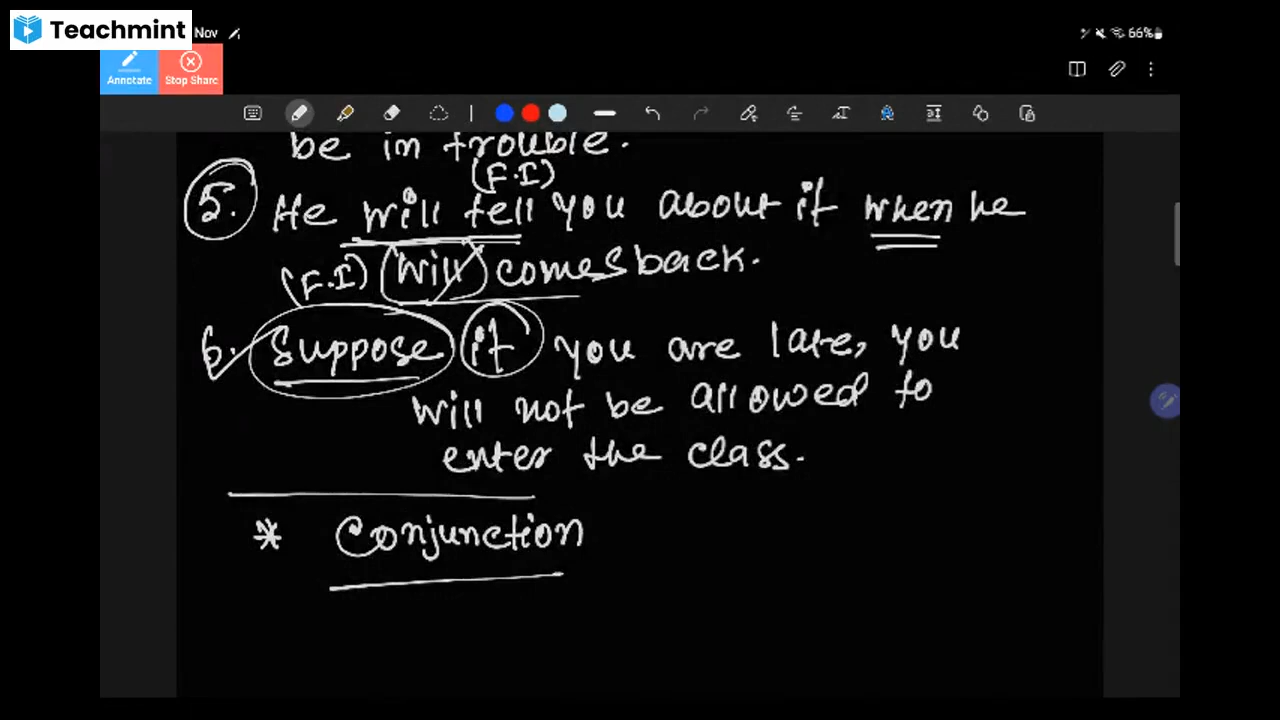 Teachmint
Nov
66%
Annotate
Stop Share
be in trouble.
(F.I)
5. He will tell you about it when he
(F.I) will comes back.
6. Suppose if you are late, you
will not be allowed to
enter the class.
* Conjunction